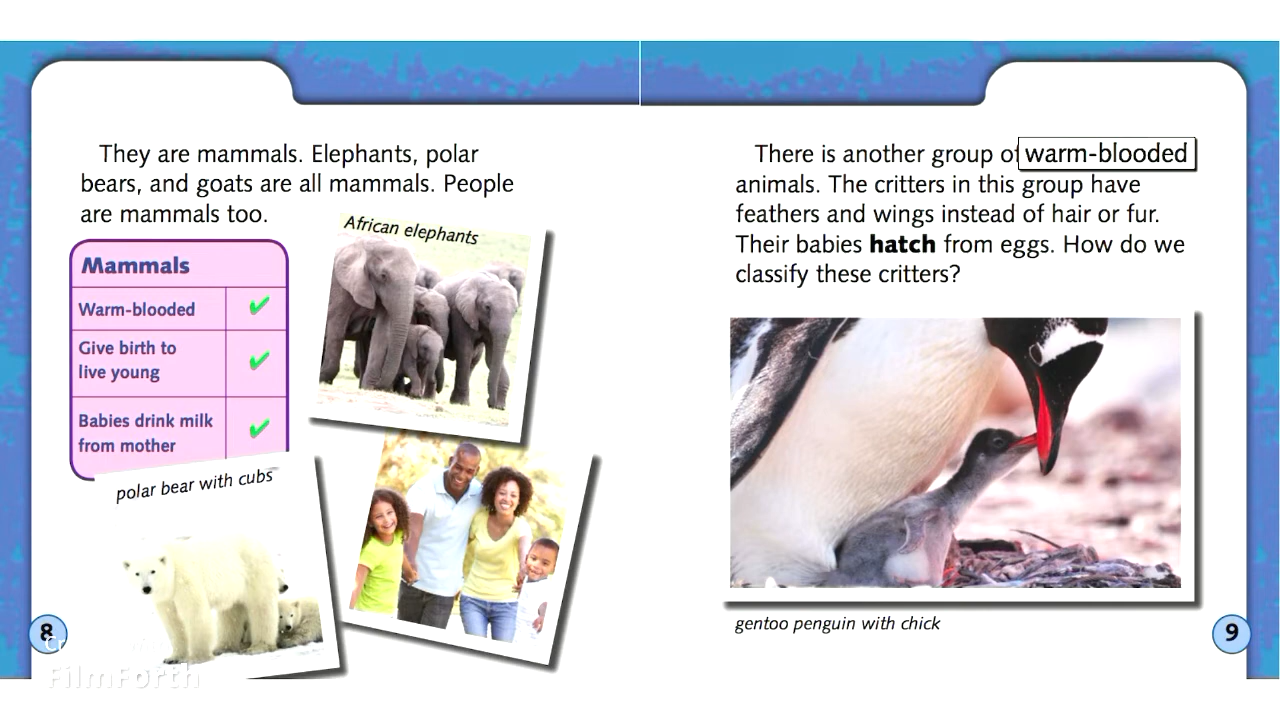 They are mammals. Elephants, polar
bears, and goats are all mammals. People
are mammals too.
African elephants
Mammals
Warm-blooded ✔
Give birth to
live young ✔
Babies drink milk
from mother ✔
polar bear with cubs
8
FilmForth
There is another group of warm-blooded
animals. The critters in this group have
feathers and wings instead of hair or fur.
Their babies hatch from eggs. How do we
classify these critters?
gentoo penguin with chick
9